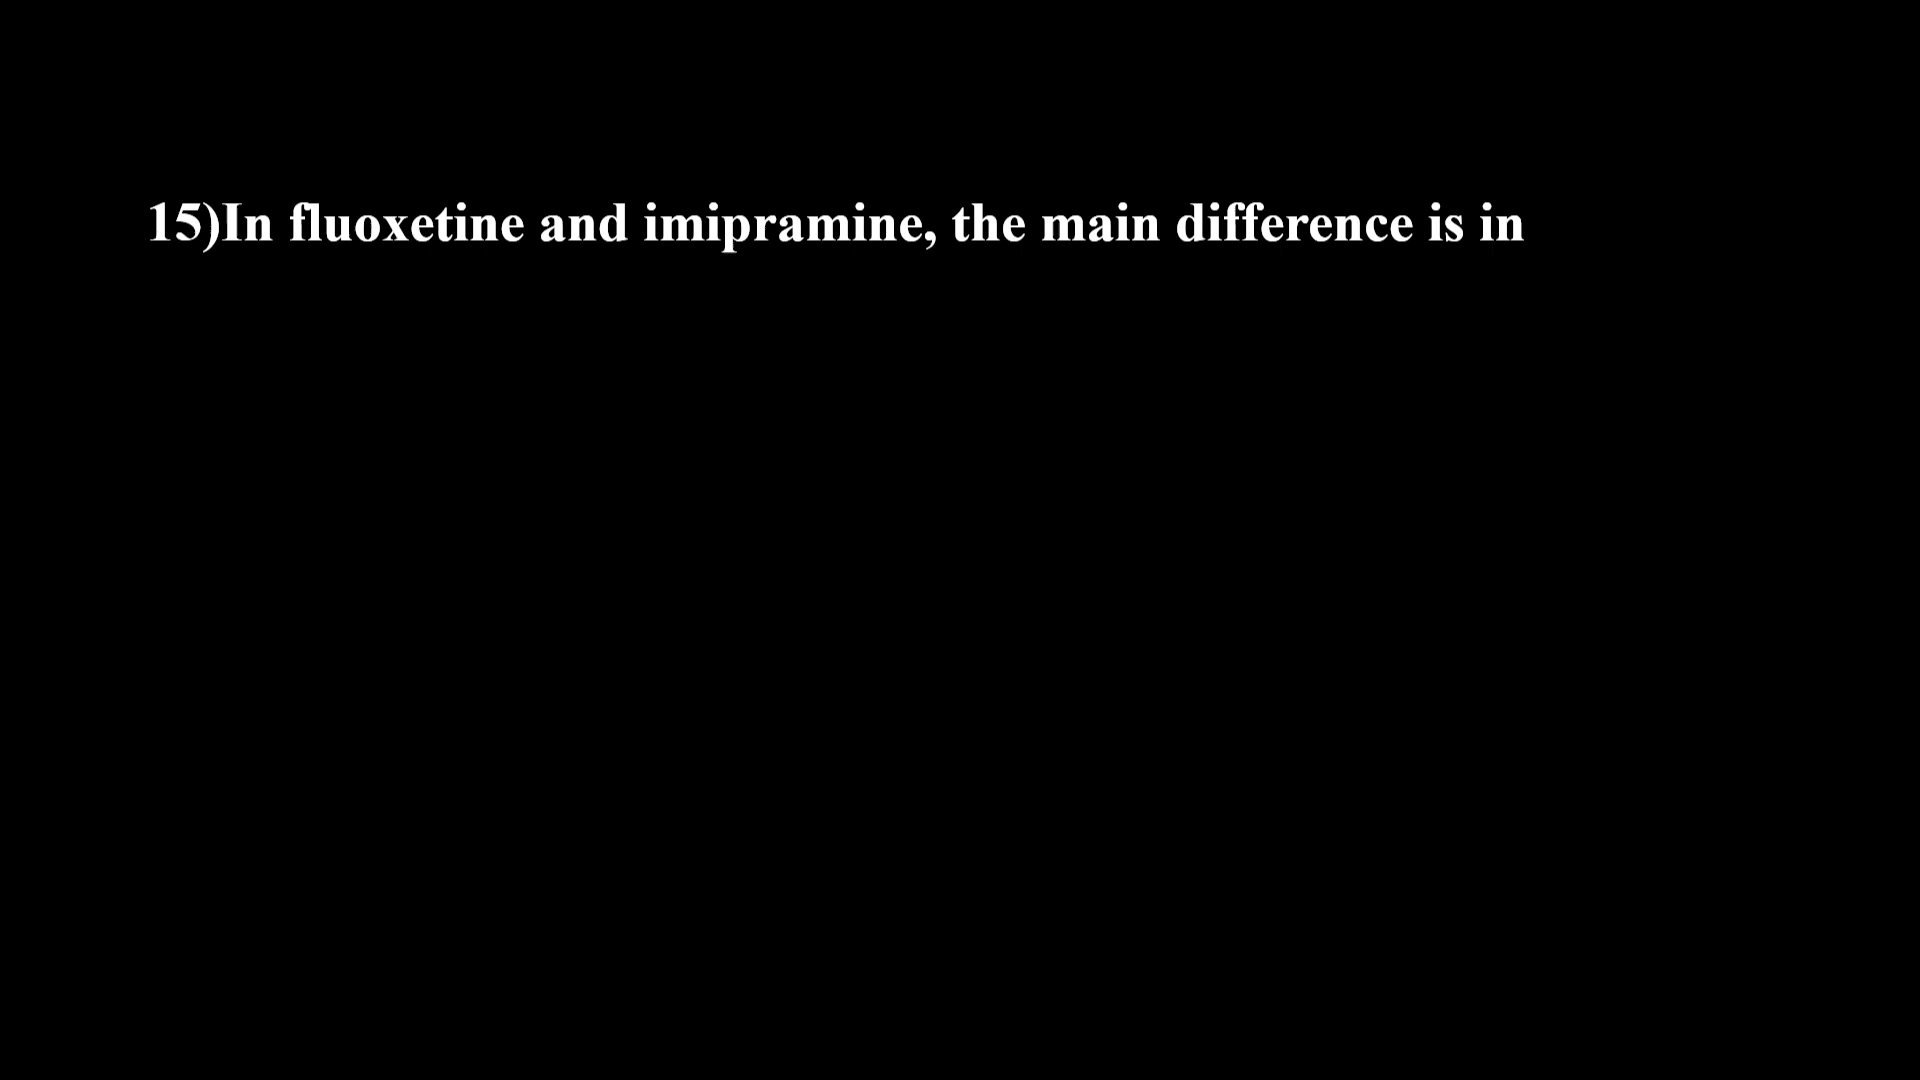 15)In fluoxetine and imipramine, the main difference is in